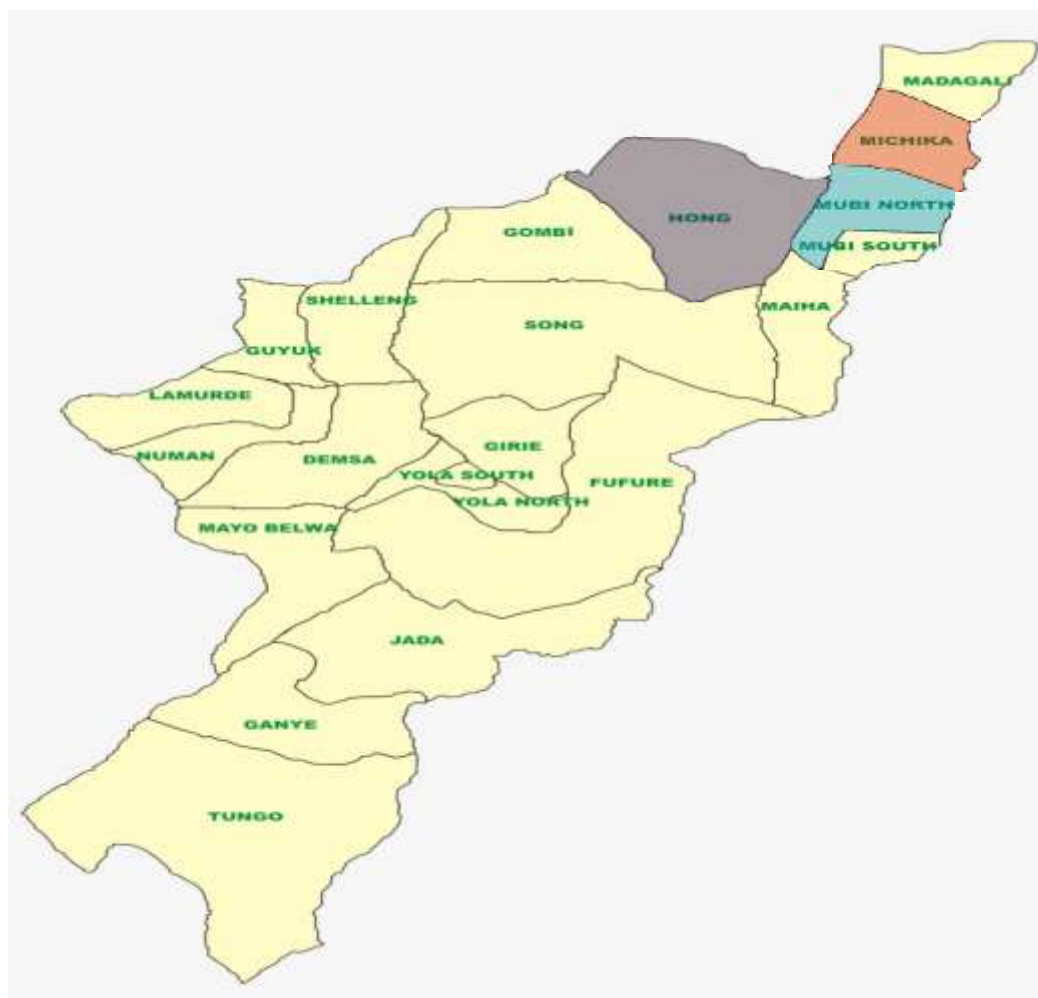 MADAGALI
MICHIKA
MUBI NORTH
HONG
GOMBI
MUBI SOUTH
SHELLENG
MAIHA
SONG
GUYUK
LAMURDE
GIRIE
NUMAN
DEMSA
YOLA SOUTH
FUFURE
YOLA NORTH
MAYO BELWA
JADA
GANYE
TUNGO